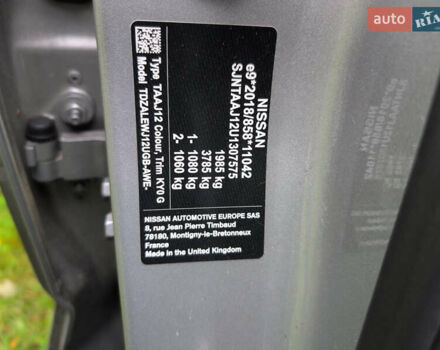 NISSAN
e9*2018/858*11042
SJNTAAJ12U1307575
1985 kg
3785 kg
1- 1080 kg
2- 1060 kg
Type TAAJ12 Colour, Trim KY0 G
Model TDZALEWJ12UGB-AWE-
NISSAN AUTOMOTIVE EUROPE SAS
8, rue Jean Pierre Timbaud
78180, Montigny-le-Bretonneux
France
Made in the United Kingdom
auto
RIA